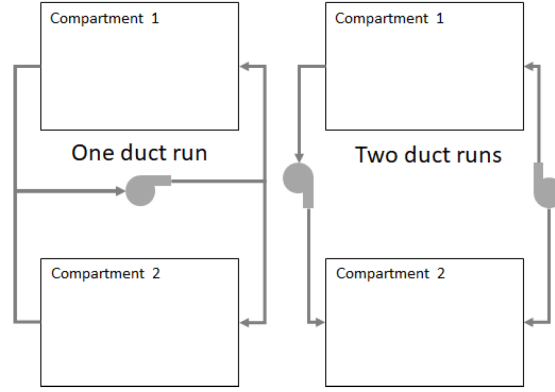 Compartment 1
Compartment 1
One duct run
Two duct runs
Compartment 2
Compartment 2